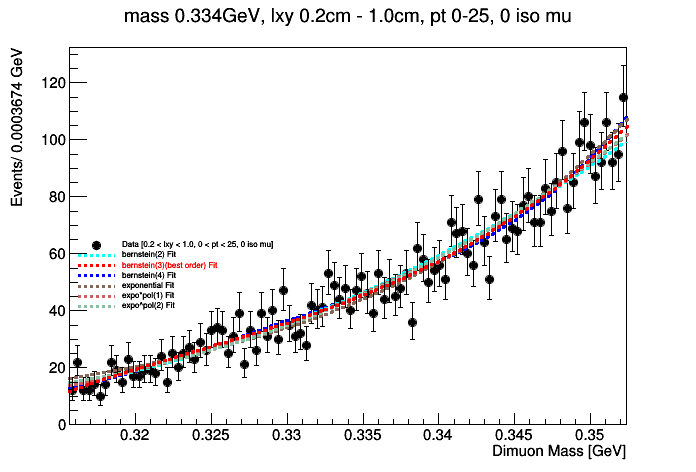 mass 0.334GeV, lxy 0.2cm - 1.0cm, pt 0-25, 0 iso mu
Events/ 0.0003674 GeV
120
100
80
60
40
20
0
Data [0.2 < lxy < 1.0, 0 < pt < 25, 0 iso mu]
bernstein(2) Fit
bernstein(3)(best order) Fit
bernstein(4) Fit
exponential Fit
expo*pol(1) Fit
expo*pol(2) Fit
0.32 0.325 0.33 0.335 0.34 0.345 0.35
Dimuon Mass [GeV]